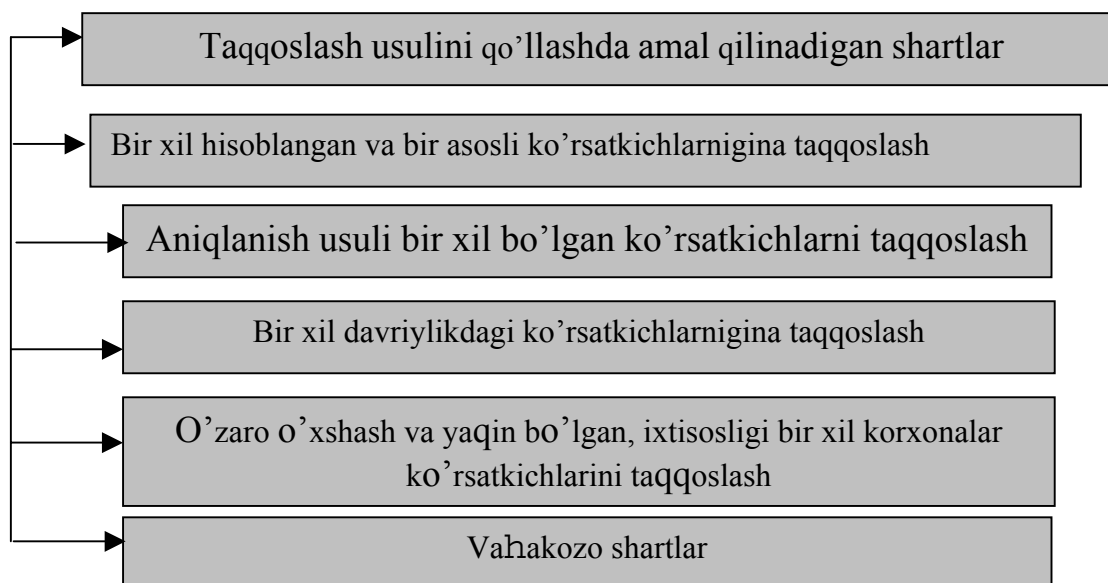 Taqqoslash usulini qo’llashda amal qilinadigan shartlar
Bir xil hisoblangan va bir asosli ko’rsatkichlarnigina taqqoslash
Aniqlanish usuli bir xil bo’lgan ko’rsatkichlarni taqqoslash
Bir xil davriylikdagi ko’rsatkichlarnigina taqqoslash
O’zaro o’xshash va yaqin bo’lgan, ixtisosligi bir xil korxonalar
ko’rsatkichlarini taqqoslash
Vahakozo shartlar